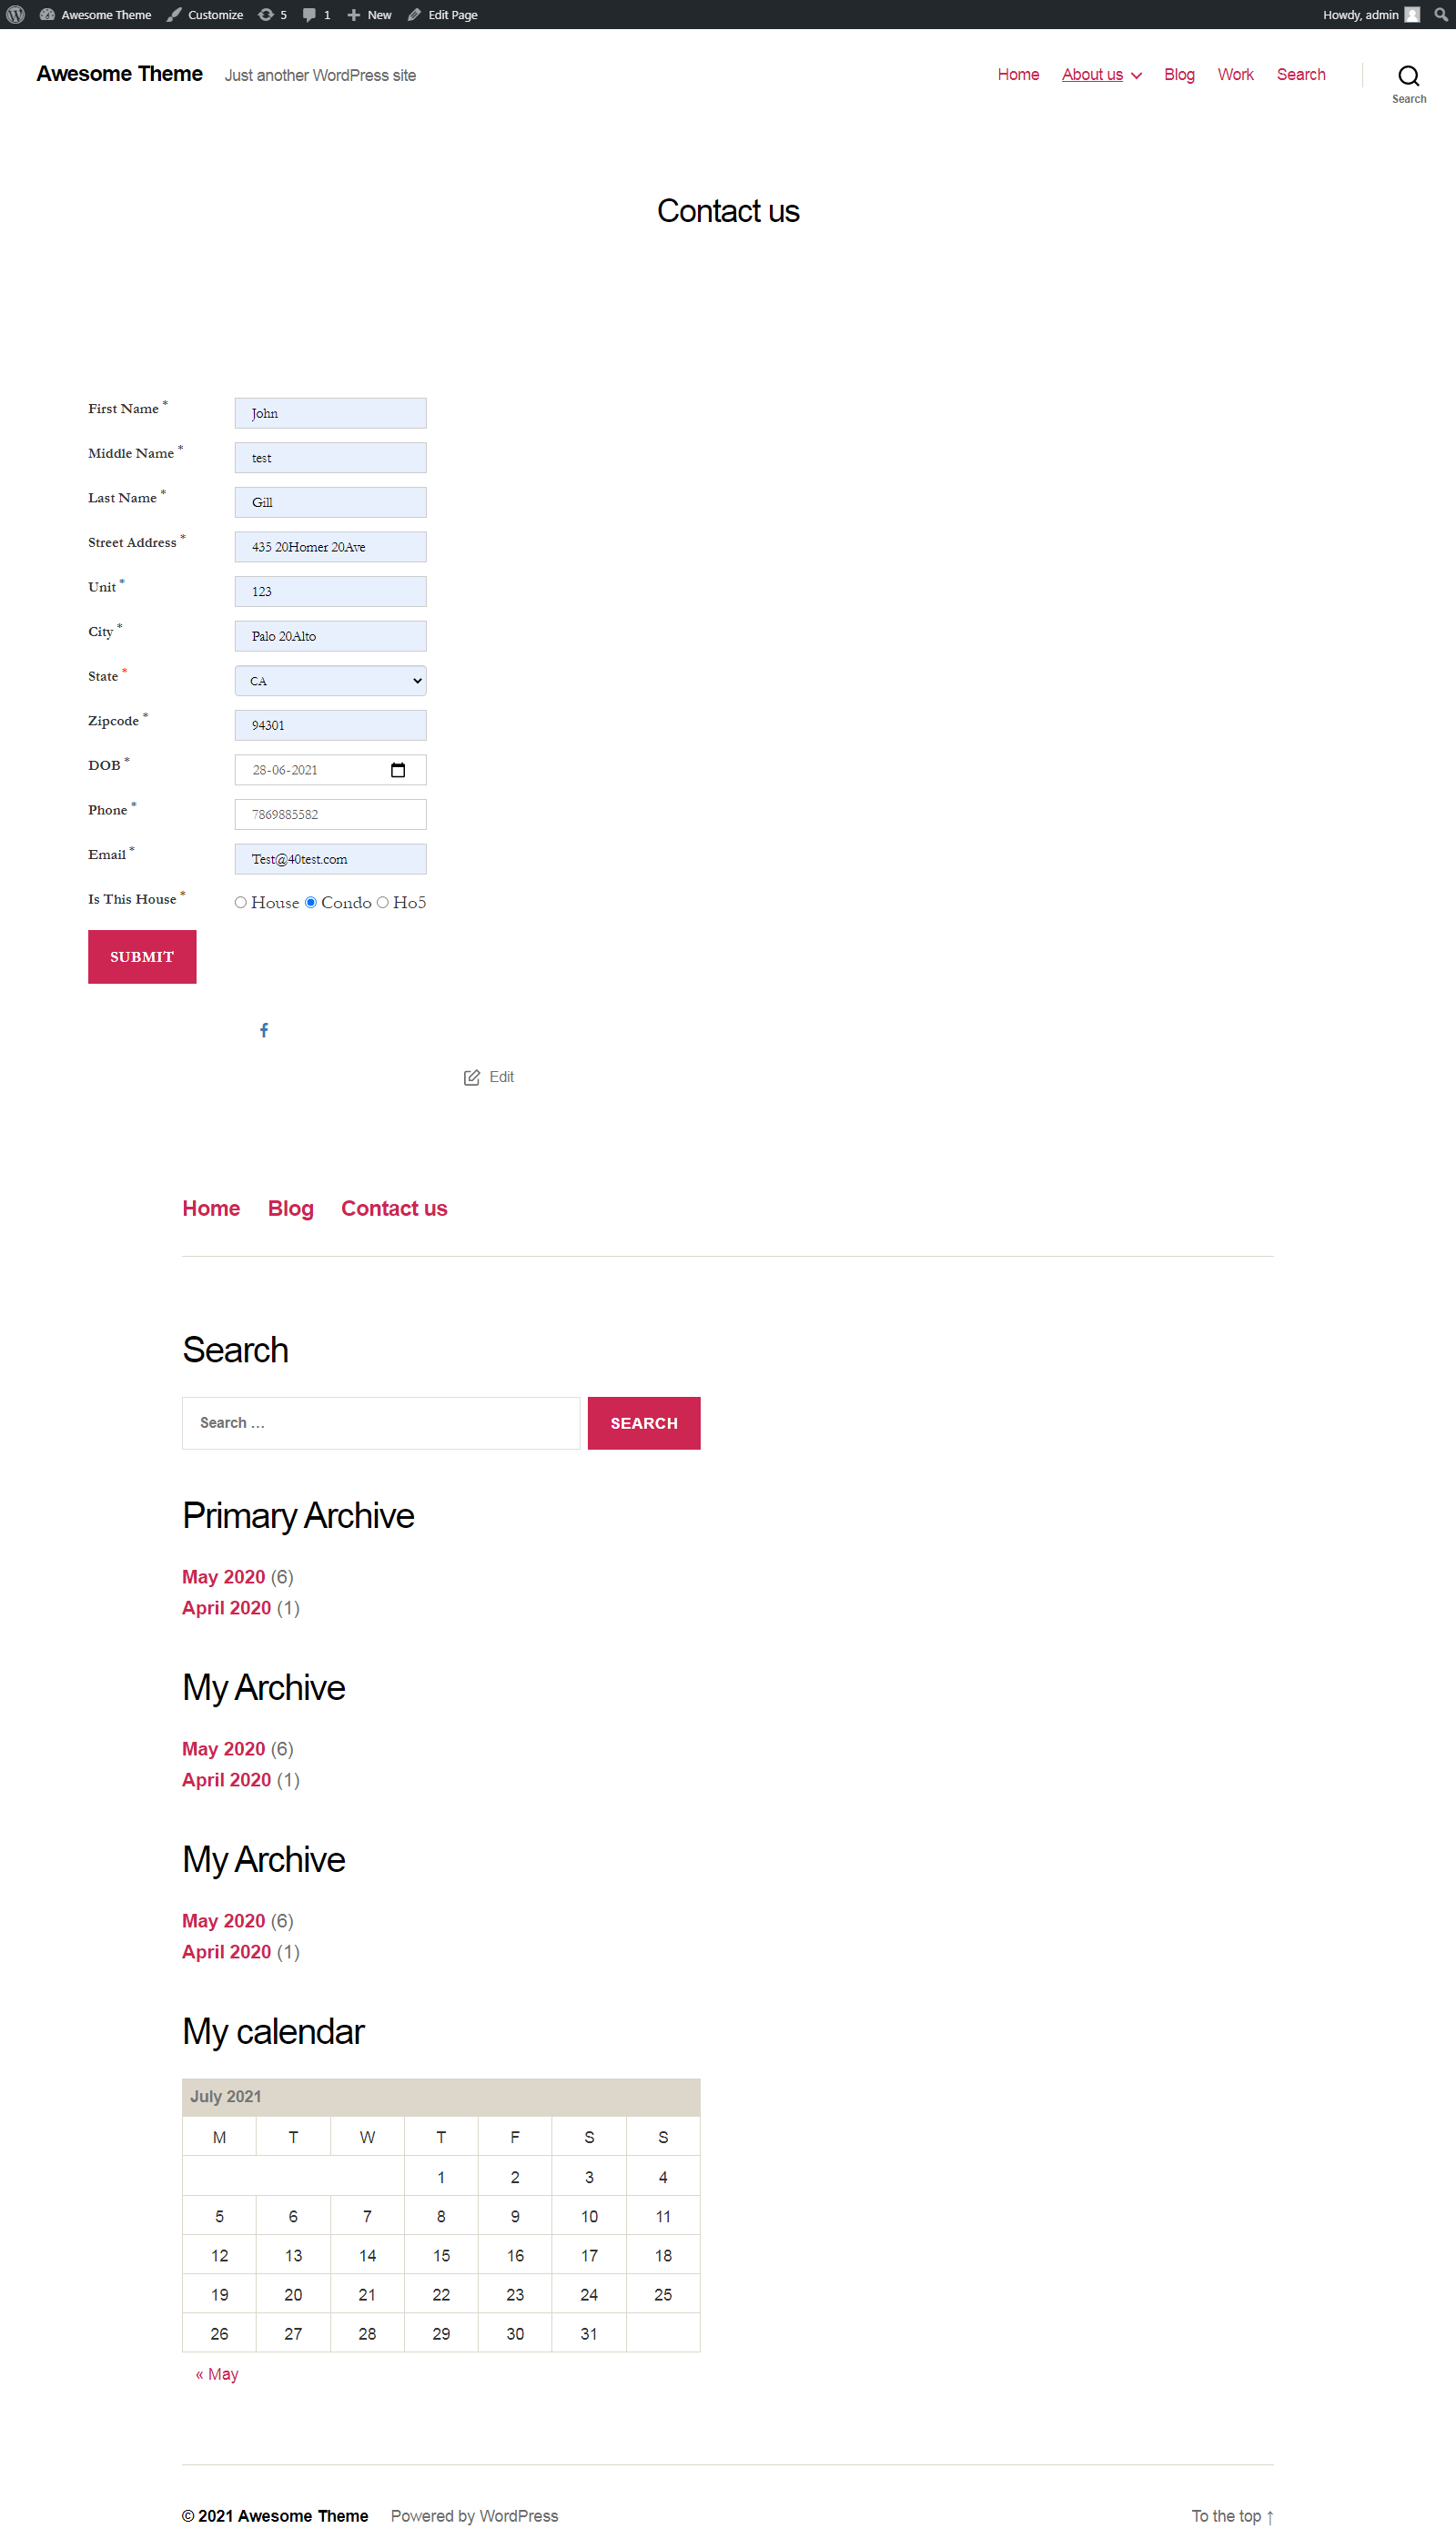 Awesome Theme Customize 5 1 New Edit Page Howdy, admin
Awesome Theme Just another WordPress site Home About us Blog Work Search Search
Contact us
First Name * John
Middle Name * test
Last Name * Gill
Street Address * 435 20Homer 20Ave
Unit * 123
City * Palo 20Alto
State * CA
Zipcode * 94301
DOB * 28-06-2021
Phone * 7869885582
Email * Test@40test.com
Is This House * House Condo Ho5
SUBMIT
Edit
Home Blog Contact us
Search
Search … SEARCH
Primary Archive
May 2020 (6)
April 2020 (1)
My Archive
May 2020 (6)
April 2020 (1)
My Archive
May 2020 (6)
April 2020 (1)
My calendar
July 2021
M T W T F S S
1 2 3 4
5 6 7 8 9 10 11
12 13 14 15 16 17 18
19 20 21 22 23 24 25
26 27 28 29 30 31
« May
© 2021 Awesome Theme Powered by WordPress To the top ↑